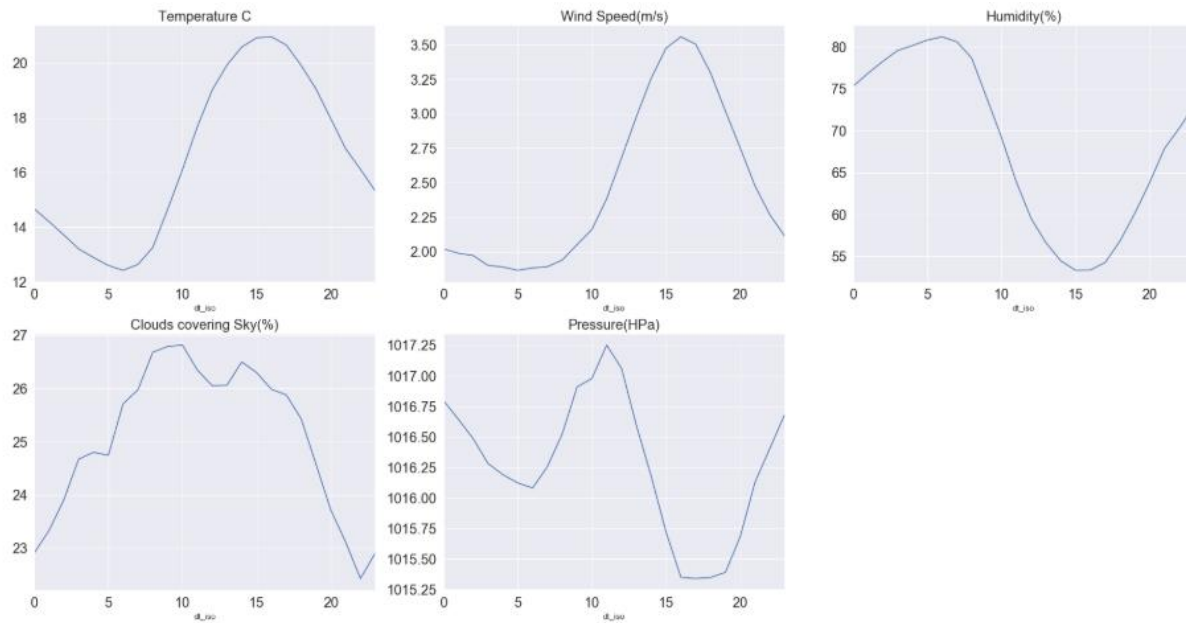 Temperature C
20
18
16
14
12
0 5 10 15 20
dt_iso
Wind Speed(m/s)
3.50
3.25
3.00
2.75
2.50
2.25
2.00
0 5 10 15 20
dt_iso
Humidity(%)
80
75
70
65
60
55
0 5 10 15 20
dt_iso
Clouds covering Sky(%)
27
26
25
24
23
0 5 10 15 20
dt_iso
Pressure(HPa)
1017.25
1017.00
1016.75
1016.50
1016.25
1016.00
1015.75
1015.50
1015.25
0 5 10 15 20
dt_iso